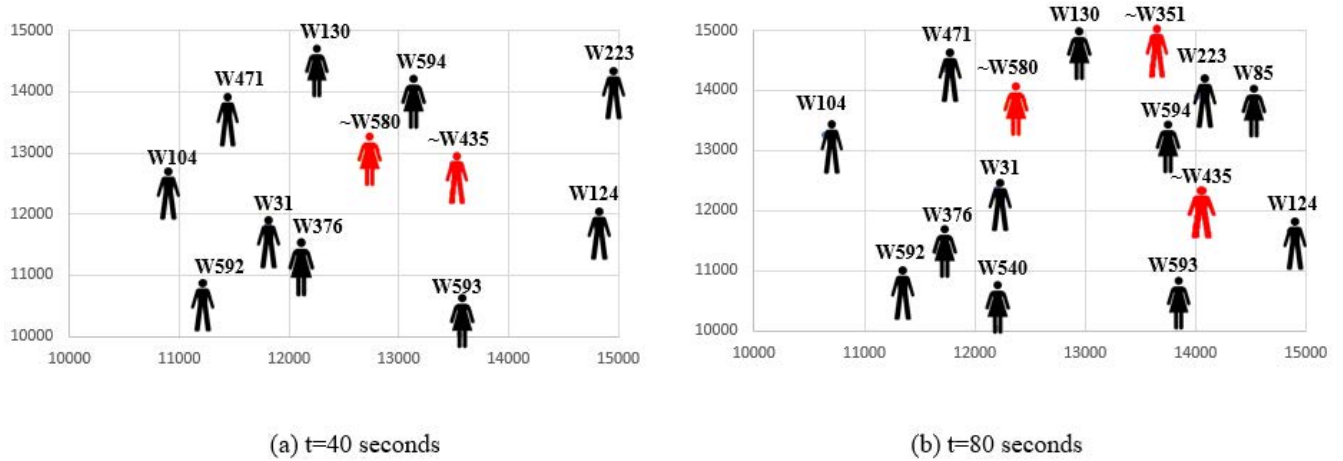 15000
14000
13000
12000
11000
10000
10000 11000 12000 13000 14000 15000
W130
W223
W594
W471
~W580
~W435
W104
W124
W31
W376
W592
W593
(a) t=40 seconds
15000
14000
13000
12000
11000
10000
10000 11000 12000 13000 14000 15000
W130
~W351
W471
W223
~W580
W85
W104
W594
W31
~W435
W376
W124
W592
W540
W593
(b) t=80 seconds